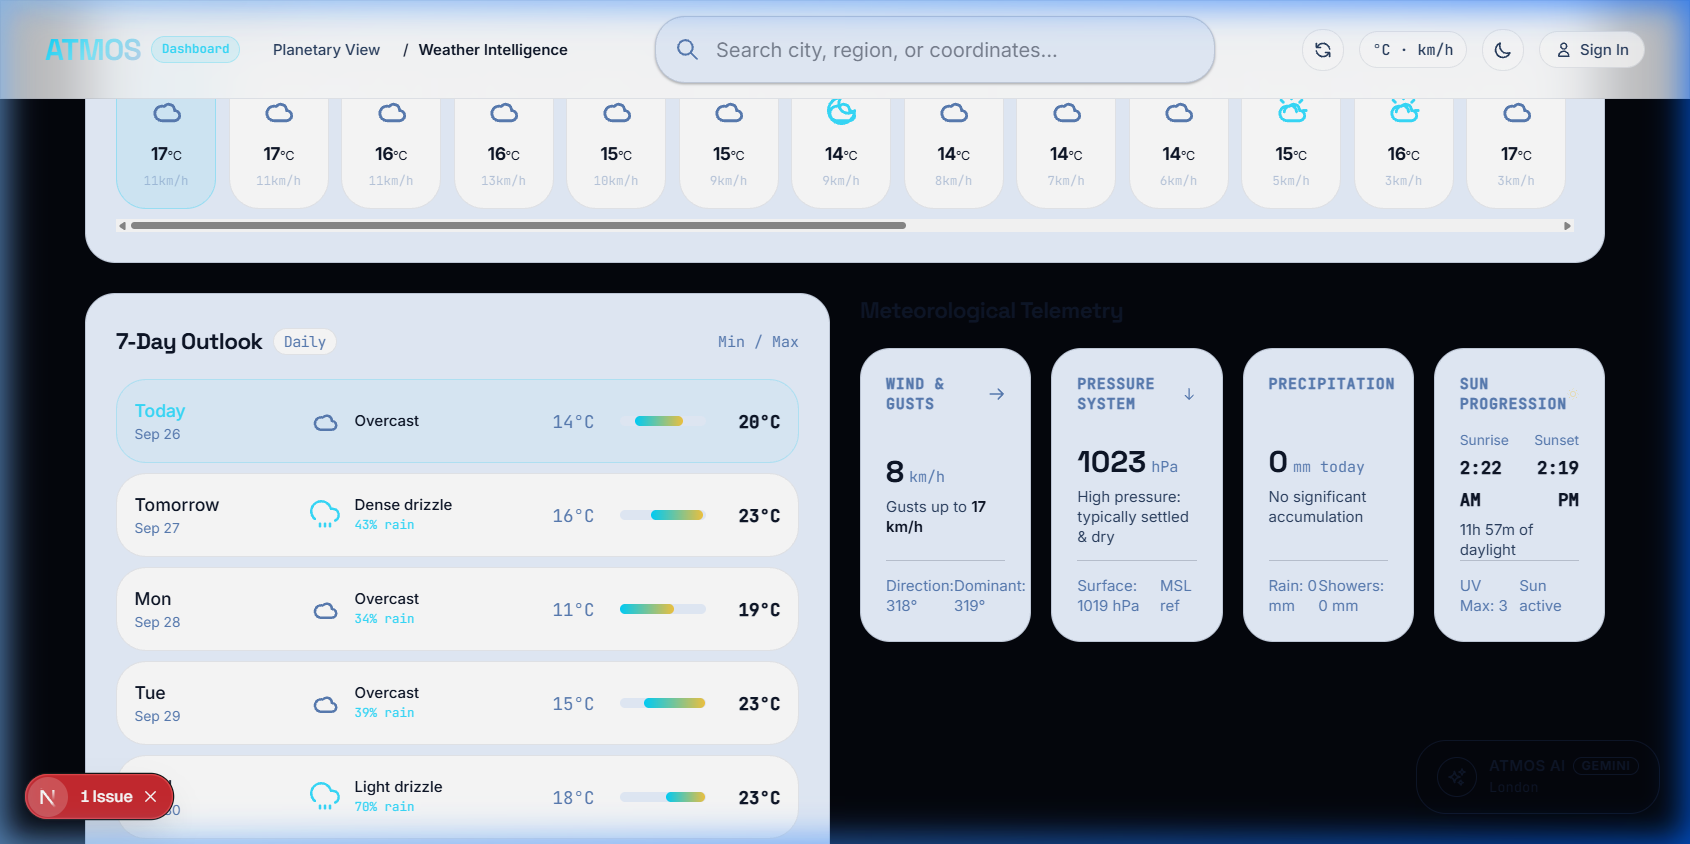 ATMOS Dashboard Planetary View / Weather Intelligence Search city, region, or coordinates... °C · km/h Sign In
17°C 17°C 16°C 16°C 15°C 15°C 14°C 14°C 14°C 14°C 15°C 16°C 17°C
11km/h 11km/h 11km/h 13km/h 10km/h 9km/h 9km/h 8km/h 7km/h 6km/h 5km/h 3km/h 3km/h
7-Day Outlook Daily Min / Max
Today
Sep 26
Overcast
14°C 20°C
Tomorrow
Sep 27
Dense drizzle
43% rain
16°C 23°C
Mon
Sep 28
Overcast
34% rain
11°C 19°C
Tue
Sep 29
Overcast
39% rain
15°C 23°C
Light drizzle
70% rain
18°C 23°C
Meteorological Telemetry
WIND &
GUSTS
8 km/h
Gusts up to 17
km/h
Direction:
318°
Dominant:
319°
PRESSURE
SYSTEM
1023 hPa
High pressure:
typically settled
& dry
Surface:
1019 hPa
MSL
ref
PRECIPITATION
0 mm today
No significant
accumulation
Rain: 0
mm
Showers:
0 mm
SUN
PROGRESSION
Sunrise Sunset
2:22 2:19
AM PM
11h 57m of
daylight
UV
Max: 3
Sun
active
ATMOS AI GEMINI
London
1 Issue